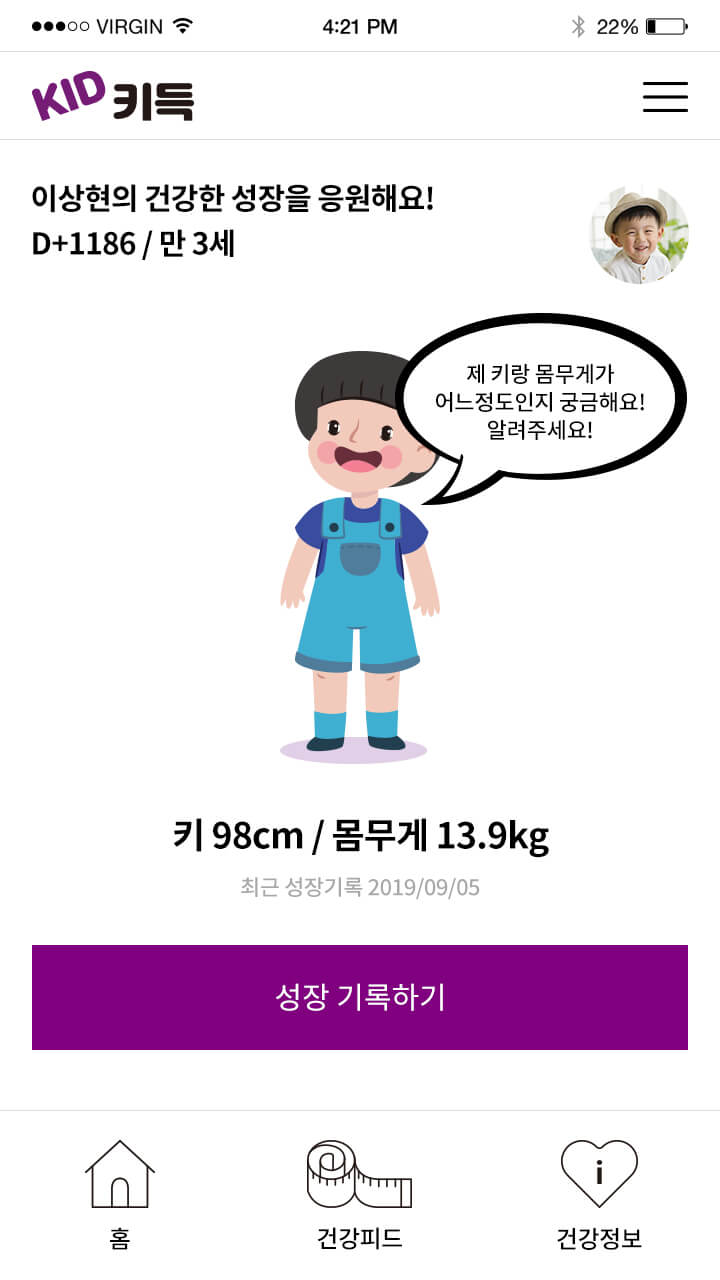 VIRGIN 4:21 PM 22%
KID 키득
이상현의 건강한 성장을 응원해요!
D+1186 / 만 3세
제 키랑 몸무게가
어느정도인지 궁금해요!
알려주세요!
키 98cm / 몸무게 13.9kg
최근 성장기록 2019/09/05
성장 기록하기
i
홈 건강피드 건강정보